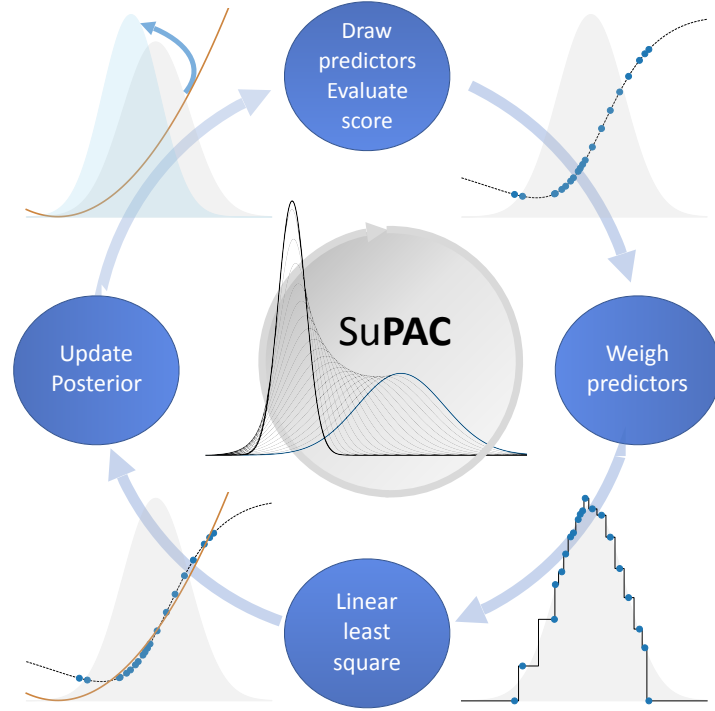 Draw
predictors
Evaluate
score
SuPAC
Update
Posterior
Weigh
predictors
Linear
least
square